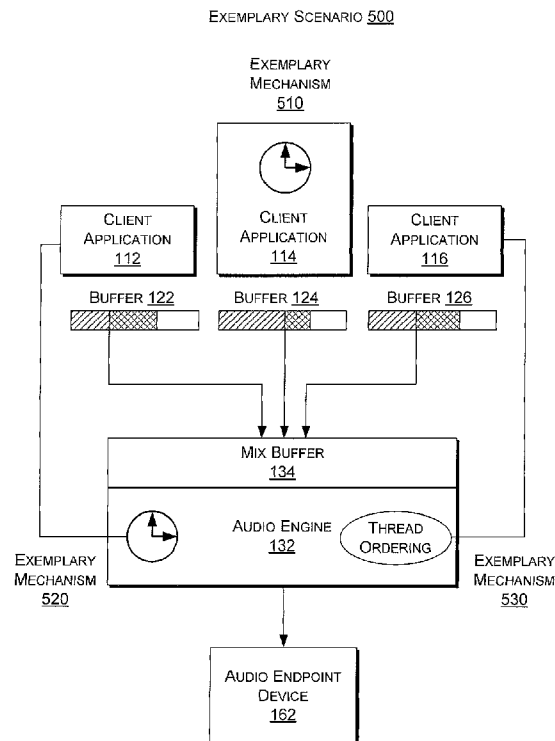 EXEMPLARY SCENARIO 500
EXEMPLARY
MECHANISM
510
CLIENT
APPLICATION
112
CLIENT
APPLICATION
114
CLIENT
APPLICATION
116
BUFFER 122
BUFFER 124
BUFFER 126
MIX BUFFER
134
AUDIO ENGINE
132
THREAD
ORDERING
EXEMPLARY
MECHANISM
520
EXEMPLARY
MECHANISM
530
AUDIO ENDPOINT
DEVICE
162